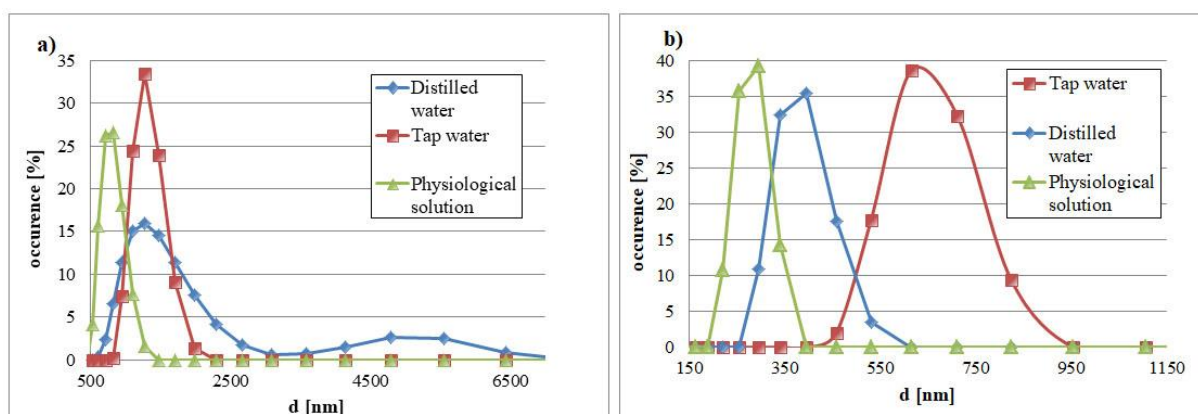 a)
35
30
25
20
15
10
5
0
occurence [%]
Distilled
water
Tap water
Physiological
solution
500
2500
4500
6500
d [nm]
b)
40
35
30
25
20
15
10
5
0
occurence [%]
Tap water
Distilled
water
Physiological
solution
150
350
550
750
950
1150
d [nm]